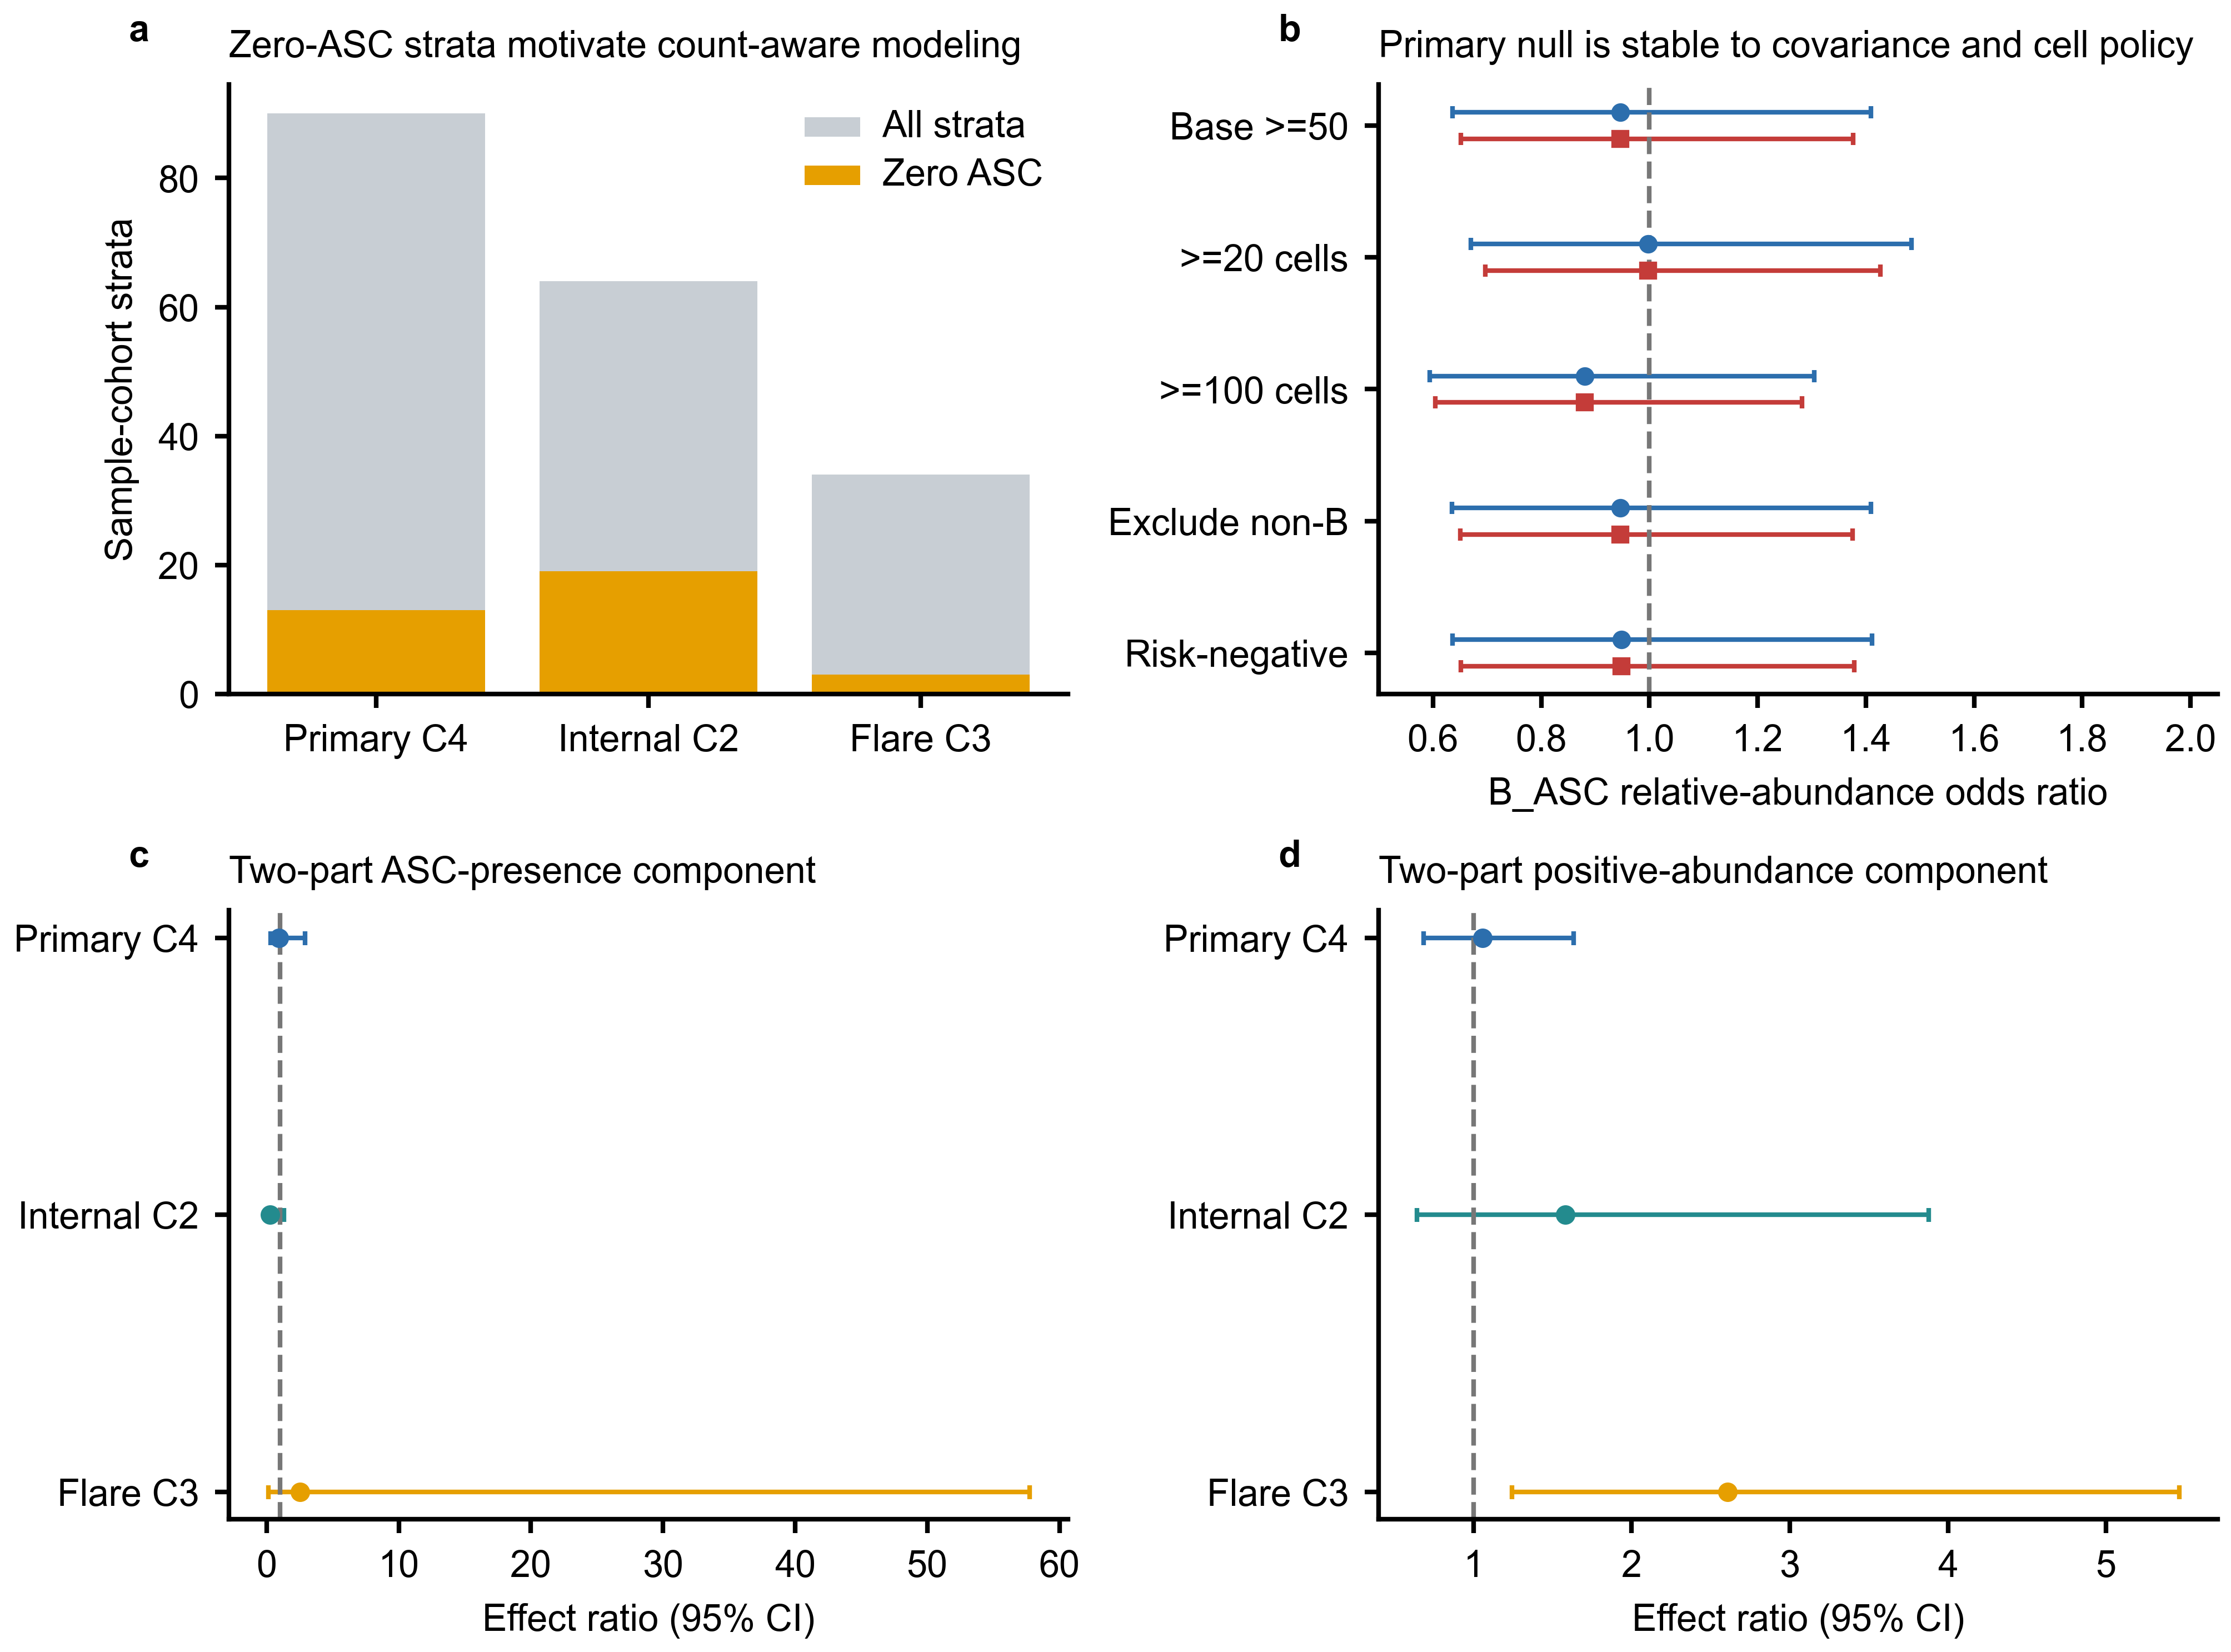 a
Zero-ASC strata motivate count-aware modeling
All strata
Zero ASC
Sample-cohort strata
80
60
40
20
0
Primary C4
Internal C2
Flare C3
b
Primary null is stable to covariance and cell policy
Base >=50
>=20 cells
>=100 cells
Exclude non-B
Risk-negative
0.6 0.8 1.0 1.2 1.4 1.6 1.8 2.0
B_ASC relative-abundance odds ratio
c
Two-part ASC-presence component
Primary C4
Internal C2
Flare C3
0 10 20 30 40 50 60
Effect ratio (95% CI)
d
Two-part positive-abundance component
Primary C4
Internal C2
Flare C3
1 2 3 4 5
Effect ratio (95% CI)